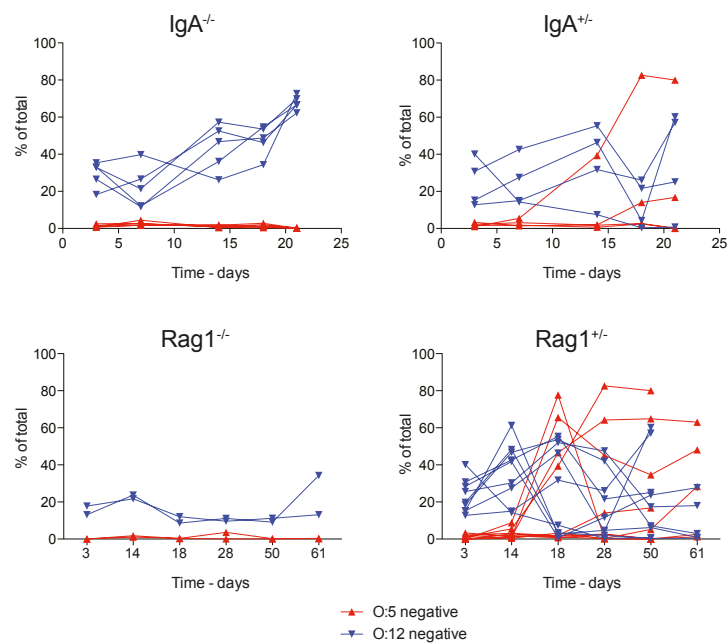 IgA-/-
IgA+/-
100
80
60
40
20
0
% of total
0 5 10 15 20 25
Time - days
100
80
60
40
20
0
% of total
0 5 10 15 20 25
Time - days
Rag1-/-
Rag1+/-
100
80
60
40
20
0
% of total
3 14 18 28 50 61
Time - days
100
80
60
40
20
0
% of total
3 14 18 28 50 61
Time - days
O:5 negative
O:12 negative